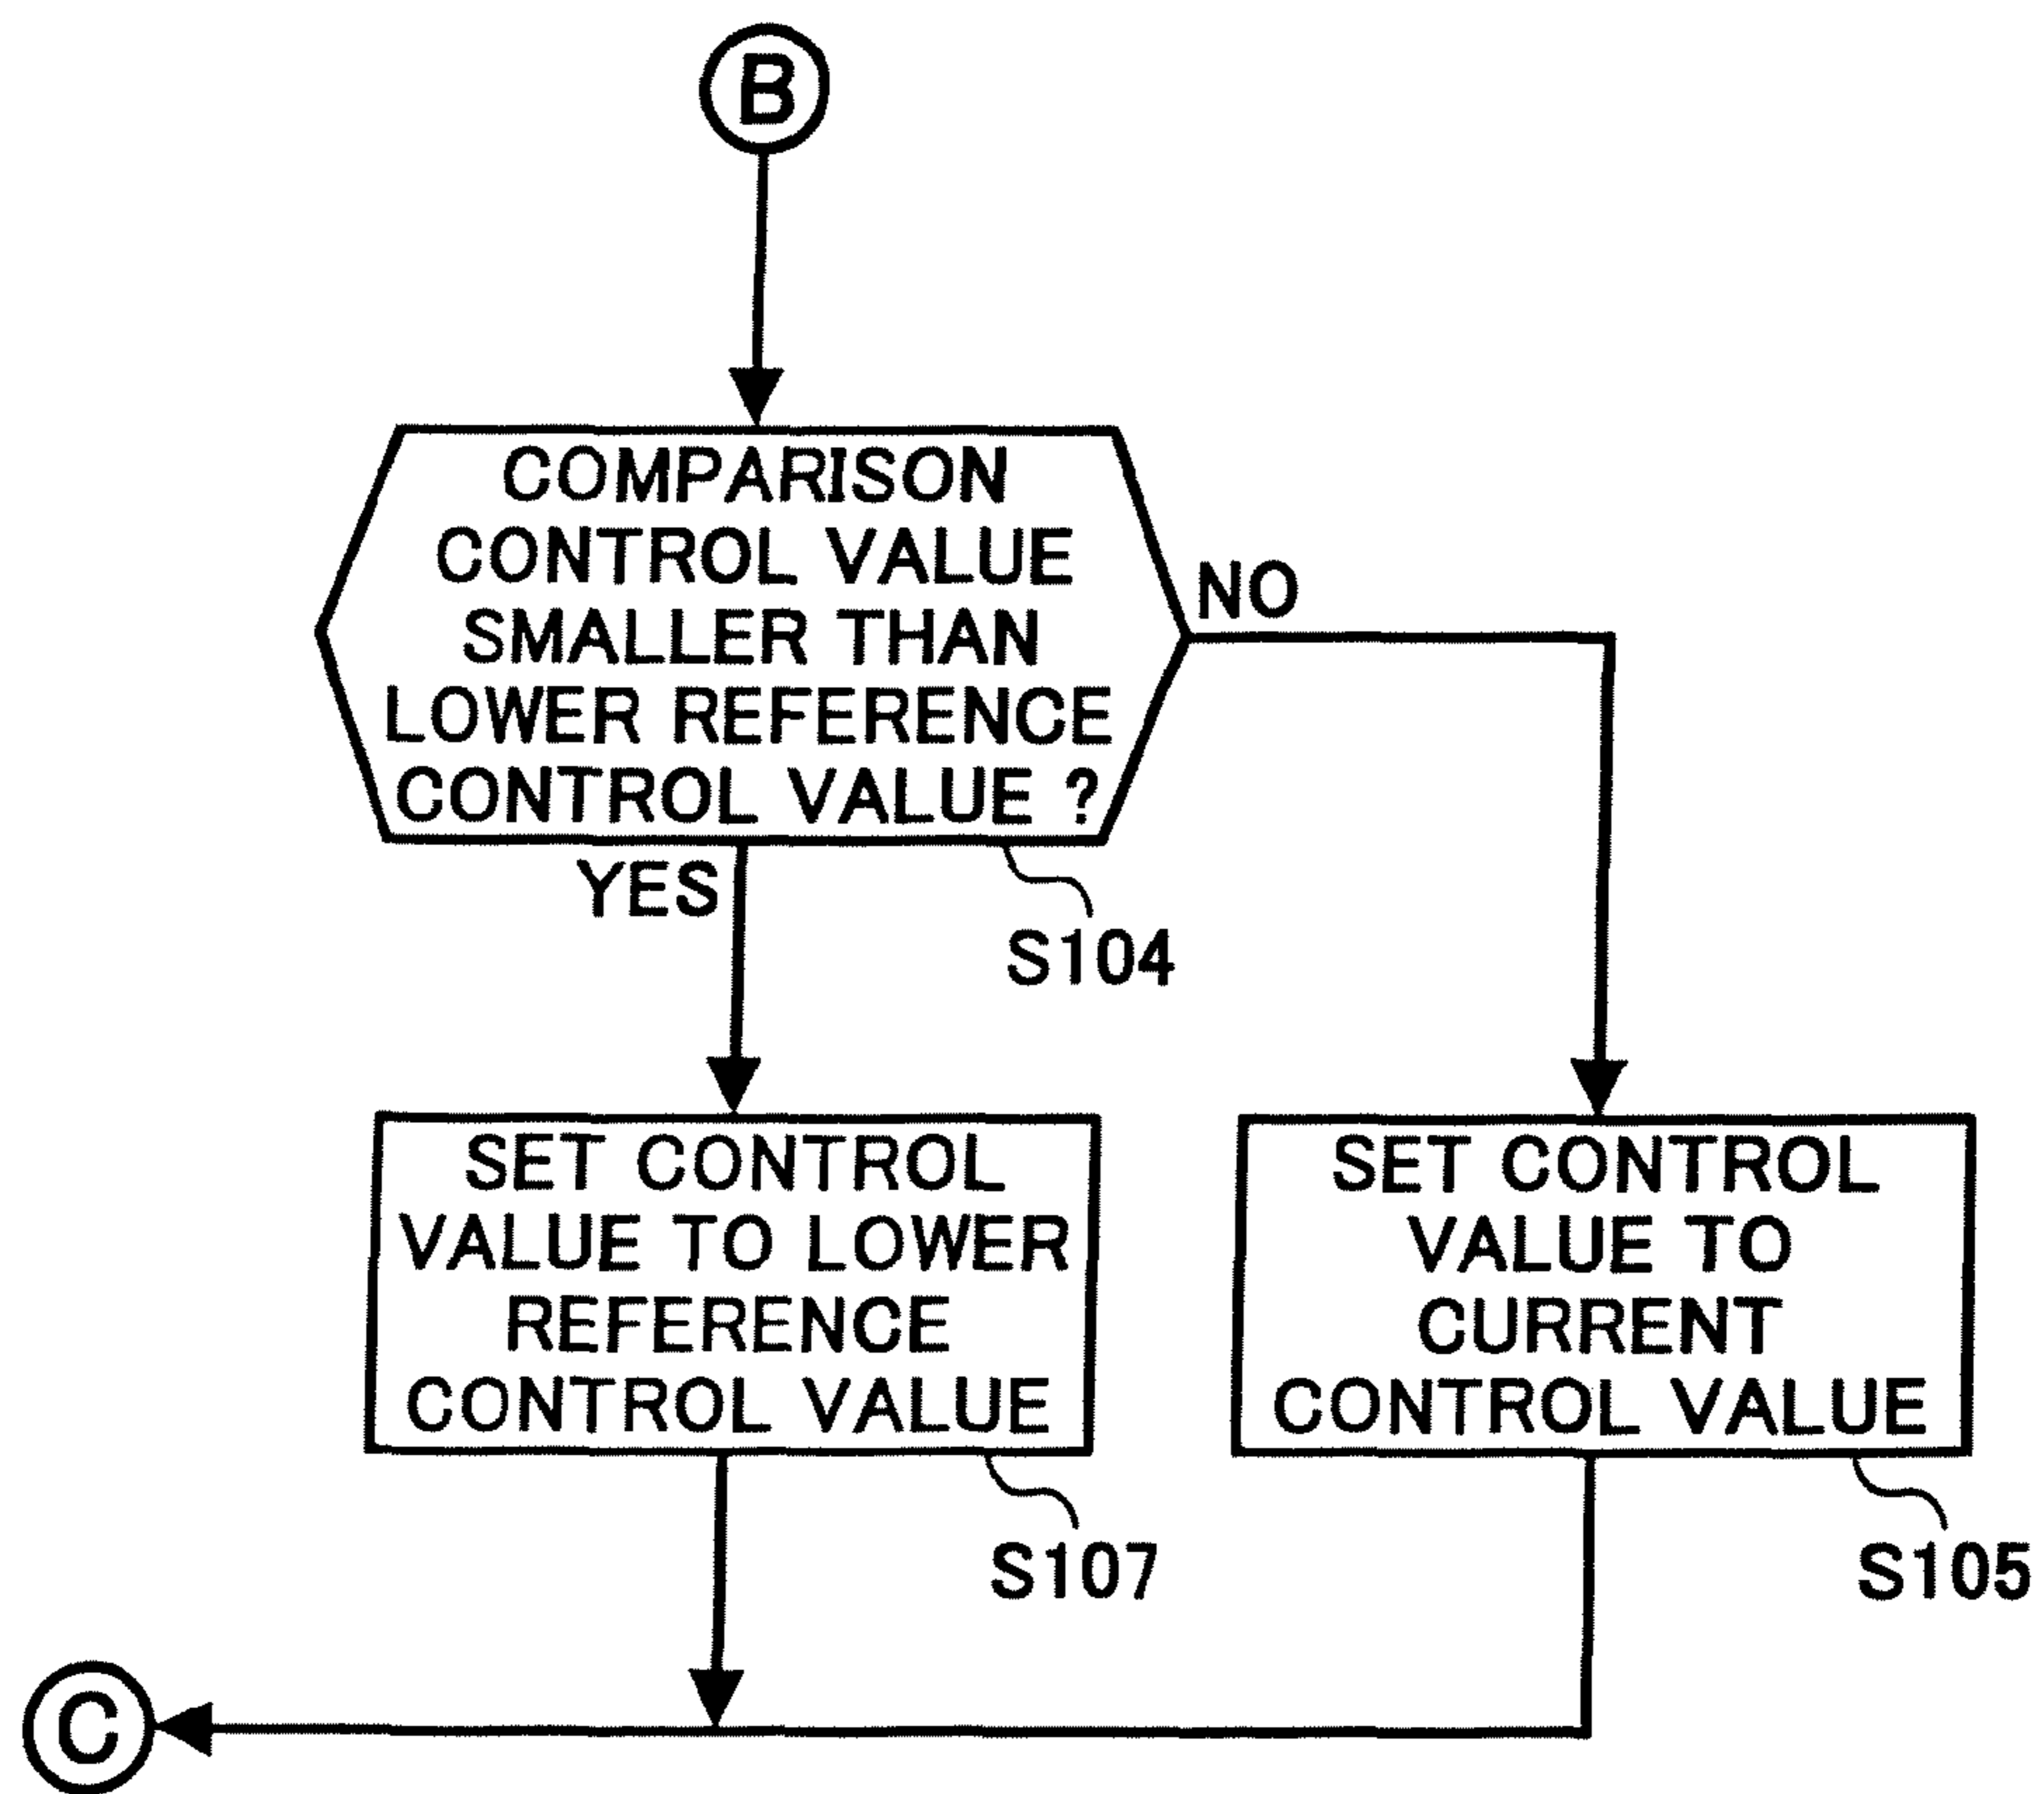 B
COMPARISON
CONTROL VALUE
SMALLER THAN
LOWER REFERENCE
CONTROL VALUE ?
NO
YES
S104
SET CONTROL
VALUE TO LOWER
REFERENCE
CONTROL VALUE
S107
SET CONTROL
VALUE TO
CURRENT
CONTROL VALUE
S105
C